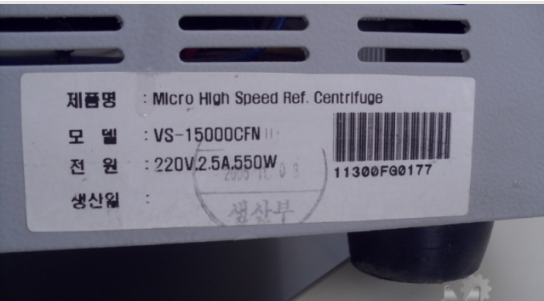 제품명 : Micro High Speed Ref. Centrifuge
모 델 : VS-15000CFN II
전 원 : 220V,2.5A,550W
11300FG0177
생산일 :
생산부